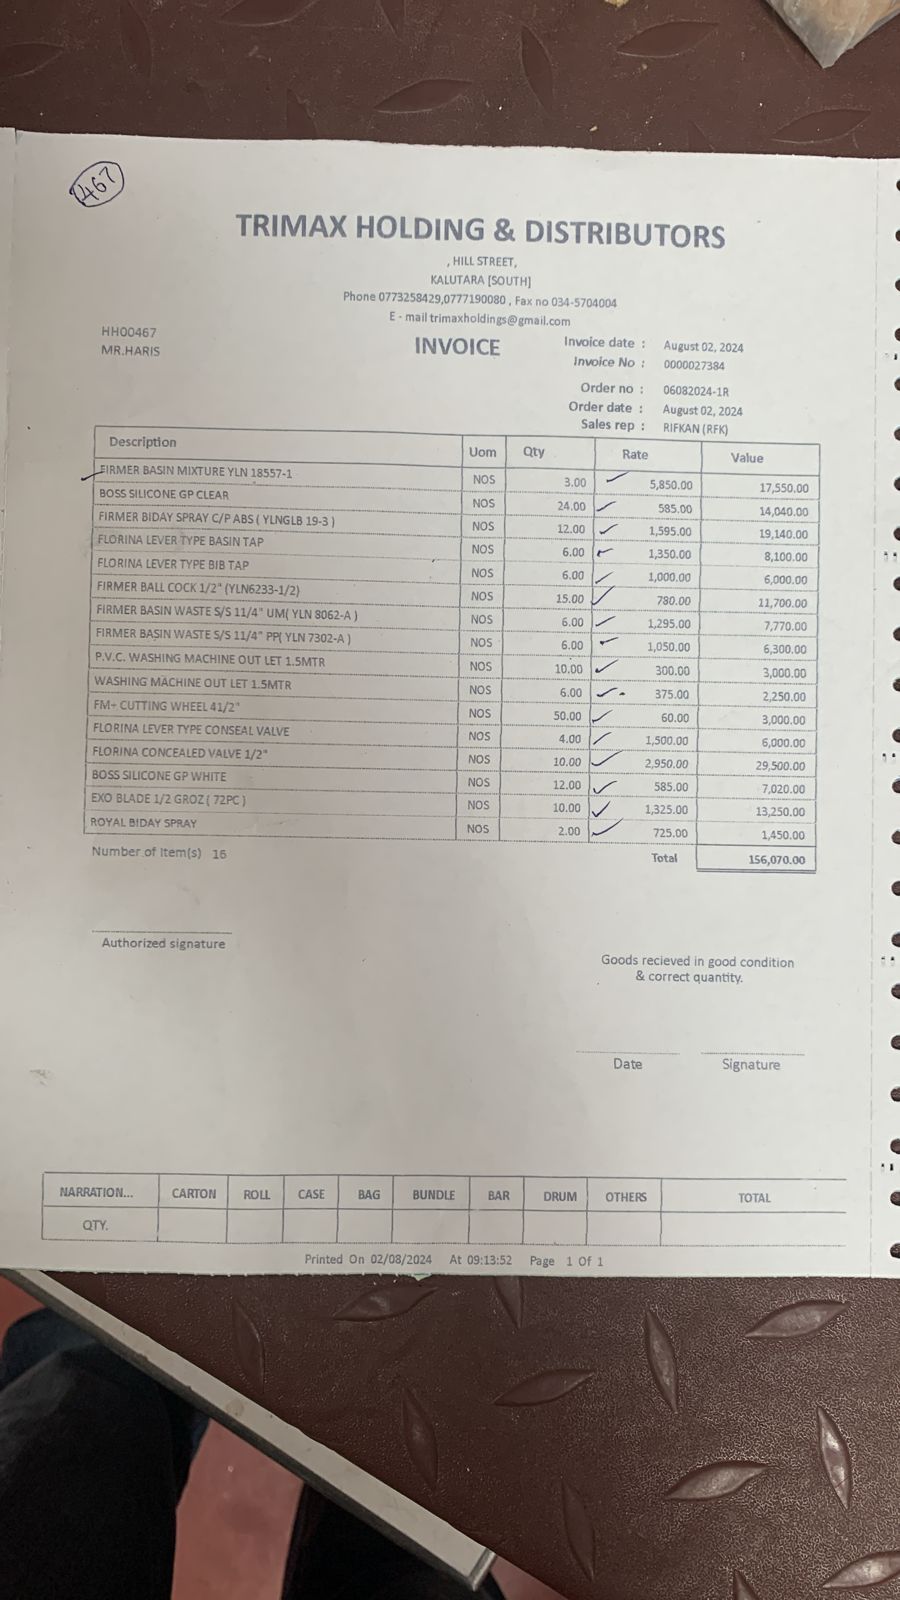 467
TRIMAX HOLDING & DISTRIBUTORS
, HILL STREET,
KALUTARA [SOUTH]
Phone 0773258429,0777190080 , Fax no 034-5704004
E - mail trimaxholdings@gmail.com
HH00467
MR.HARIS
INVOICE
Invoice date : August 02, 2024
Invoice No : 0000027384
Order no : 06082024-1R
Order date : August 02, 2024
Sales rep : RIFKAN (RFK)
Description Uom Qty Rate Value
FIRMER BASIN MIXTURE YLN 18557-1 NOS 3.00 5,850.00 17,550.00
BOSS SILICONE GP CLEAR NOS 24.00 585.00 14,040.00
FIRMER BIDAY SPRAY C/P ABS ( YLNGLB 19-3 ) NOS 12.00 1,595.00 19,140.00
FLORINA LEVER TYPE BASIN TAP NOS 6.00 1,350.00 8,100.00
FLORINA LEVER TYPE BIB TAP NOS 6.00 1,000.00 6,000.00
FIRMER BALL COCK 1/2" (YLN6233-1/2) NOS 15.00 780.00 11,700.00
FIRMER BASIN WASTE S/S 11/4" UM( YLN 8062-A ) NOS 6.00 1,295.00 7,770.00
FIRMER BASIN WASTE S/S 11/4" PP( YLN 7302-A ) NOS 6.00 1,050.00 6,300.00
P.V.C. WASHING MACHINE OUT LET 1.5MTR NOS 10.00 300.00 3,000.00
WASHING MACHINE OUT LET 1.5MTR NOS 6.00 375.00 2,250.00
FM+ CUTTING WHEEL 41/2" NOS 50.00 60.00 3,000.00
FLORINA LEVER TYPE CONSEAL VALVE NOS 4.00 1,500.00 6,000.00
FLORINA CONCEALED VALVE 1/2" NOS 10.00 2,950.00 29,500.00
BOSS SILICONE GP WHITE NOS 12.00 585.00 7,020.00
EXO BLADE 1/2 GROZ ( 72PC ) NOS 10.00 1,325.00 13,250.00
ROYAL BIDAY SPRAY NOS 2.00 725.00 1,450.00
Number of Item(s) 16 Total 156,070.00
Authorized signature
Goods recieved in good condition
& correct quantity.
Date Signature
NARRATION... CARTON ROLL CASE BAG BUNDLE BAR DRUM OTHERS TOTAL
QTY.
Printed On 02/08/2024 At 09:13:52 Page 1 Of 1